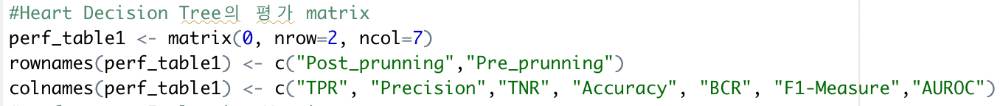 #Heart Decision Tree의 평가 matrix
perf_table1 <- matrix(0, nrow=2, ncol=7)
rownames(perf_table1) <- c("Post_prunning","Pre_prunning")
colnames(perf_table1) <- c("TPR", "Precision","TNR", "Accuracy", "BCR", "F1-Measure","AUROC")